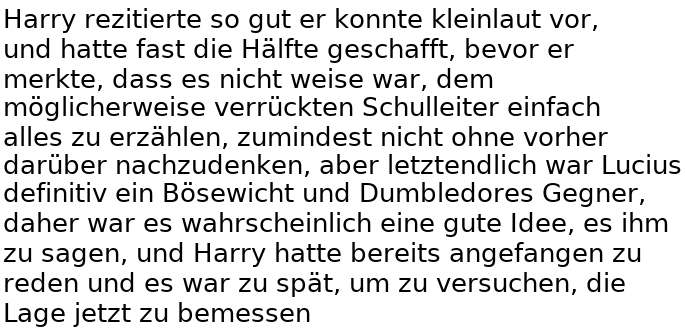 Harry rezitierte so gut er konnte kleinlaut vor,
und hatte fast die Hälfte geschafft, bevor er
merkte, dass es nicht weise war, dem
möglicherweise verrückten Schulleiter einfach
alles zu erzählen, zumindest nicht ohne vorher
darüber nachzudenken, aber letztendlich war Lucius
definitiv ein Bösewicht und Dumbledores Gegner,
daher war es wahrscheinlich eine gute Idee, es ihm
zu sagen, und Harry hatte bereits angefangen zu
reden und es war zu spät, um zu versuchen, die
Lage jetzt zu bemessen